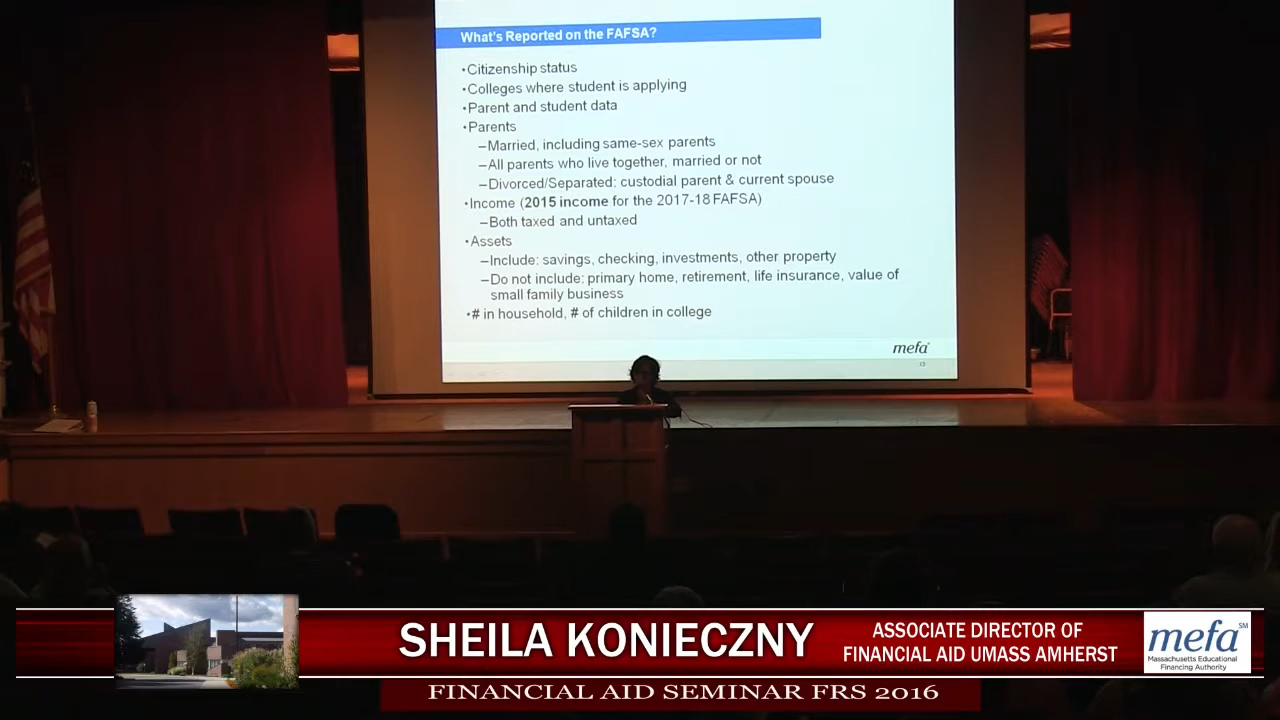 What's Reported on the FAFSA?
•Citizenship status
•Colleges where student is applying
•Parent and student data
•Parents
–Married, including same-sex parents
–All parents who live together, married or not
–Divorced/Separated: custodial parent & current spouse
•Income (2015 income for the 2017-18 FAFSA)
–Both taxed and untaxed
•Assets
–Include: savings, checking, investments, other property
–Do not include: primary home, retirement, life insurance, value of
small family business
•# in household, # of children in college
mefa
13
SHEILA KONIECZNY
ASSOCIATE DIRECTOR OF
FINANCIAL AID UMASS AMHERST
mefa℠
Massachusetts Educational
Financing Authority
FINANCIAL AID SEMINAR FRS 2016